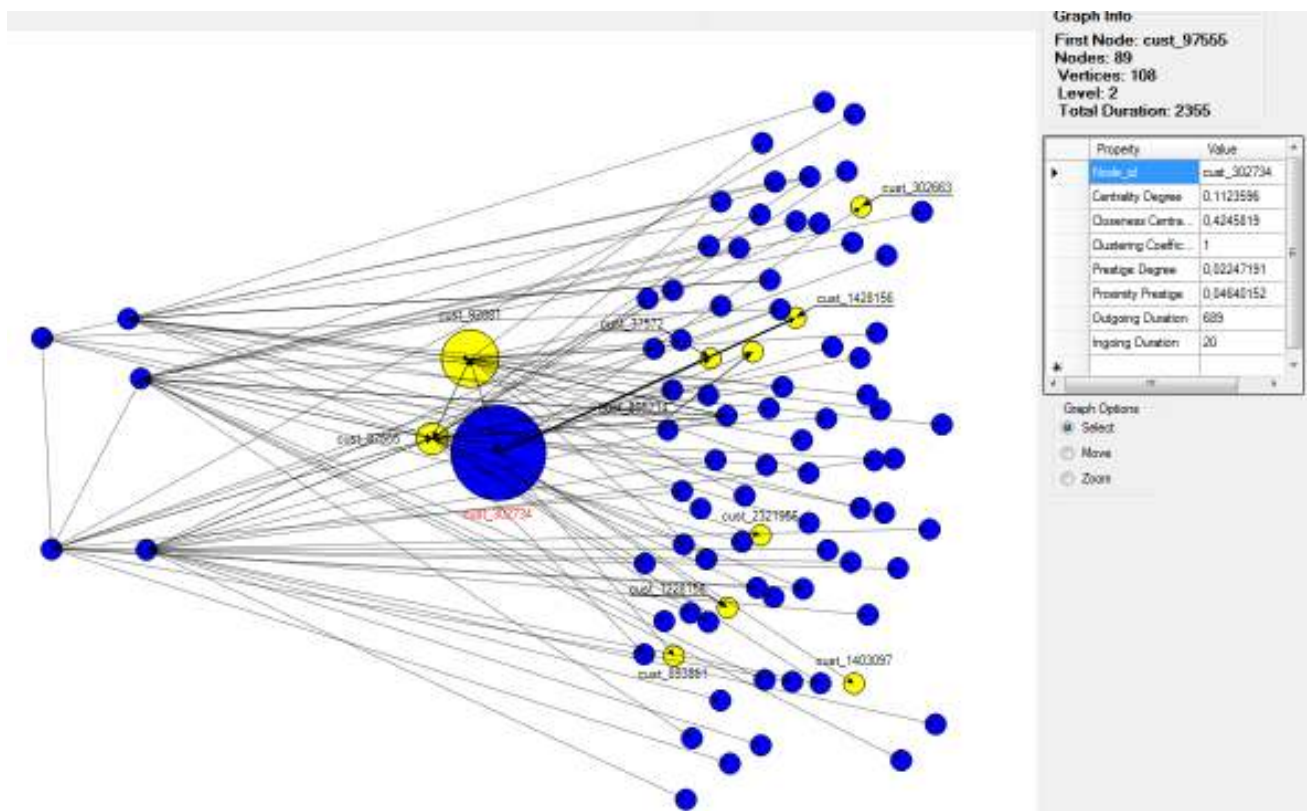 Graph Info
First Node: cust_97555
Nodes: 89
Vertices: 108
Level: 2
Total Duration: 2355
Property Value
Node_id cust_302734
Centrality Degree 0,1123596
Closeness Centra... 0,4245819
Clustering Coeffic... 1
Prestige Degree 0,02247191
Proximity Prestige 0,04640152
Outgoing Duration 689
Ingoing Duration 20
Graph Options
Select
Move
Zoom
cust_302663
cust_1428156
cust_37572
cust_97555
cust_302734
cust_2321956
cust_1403097